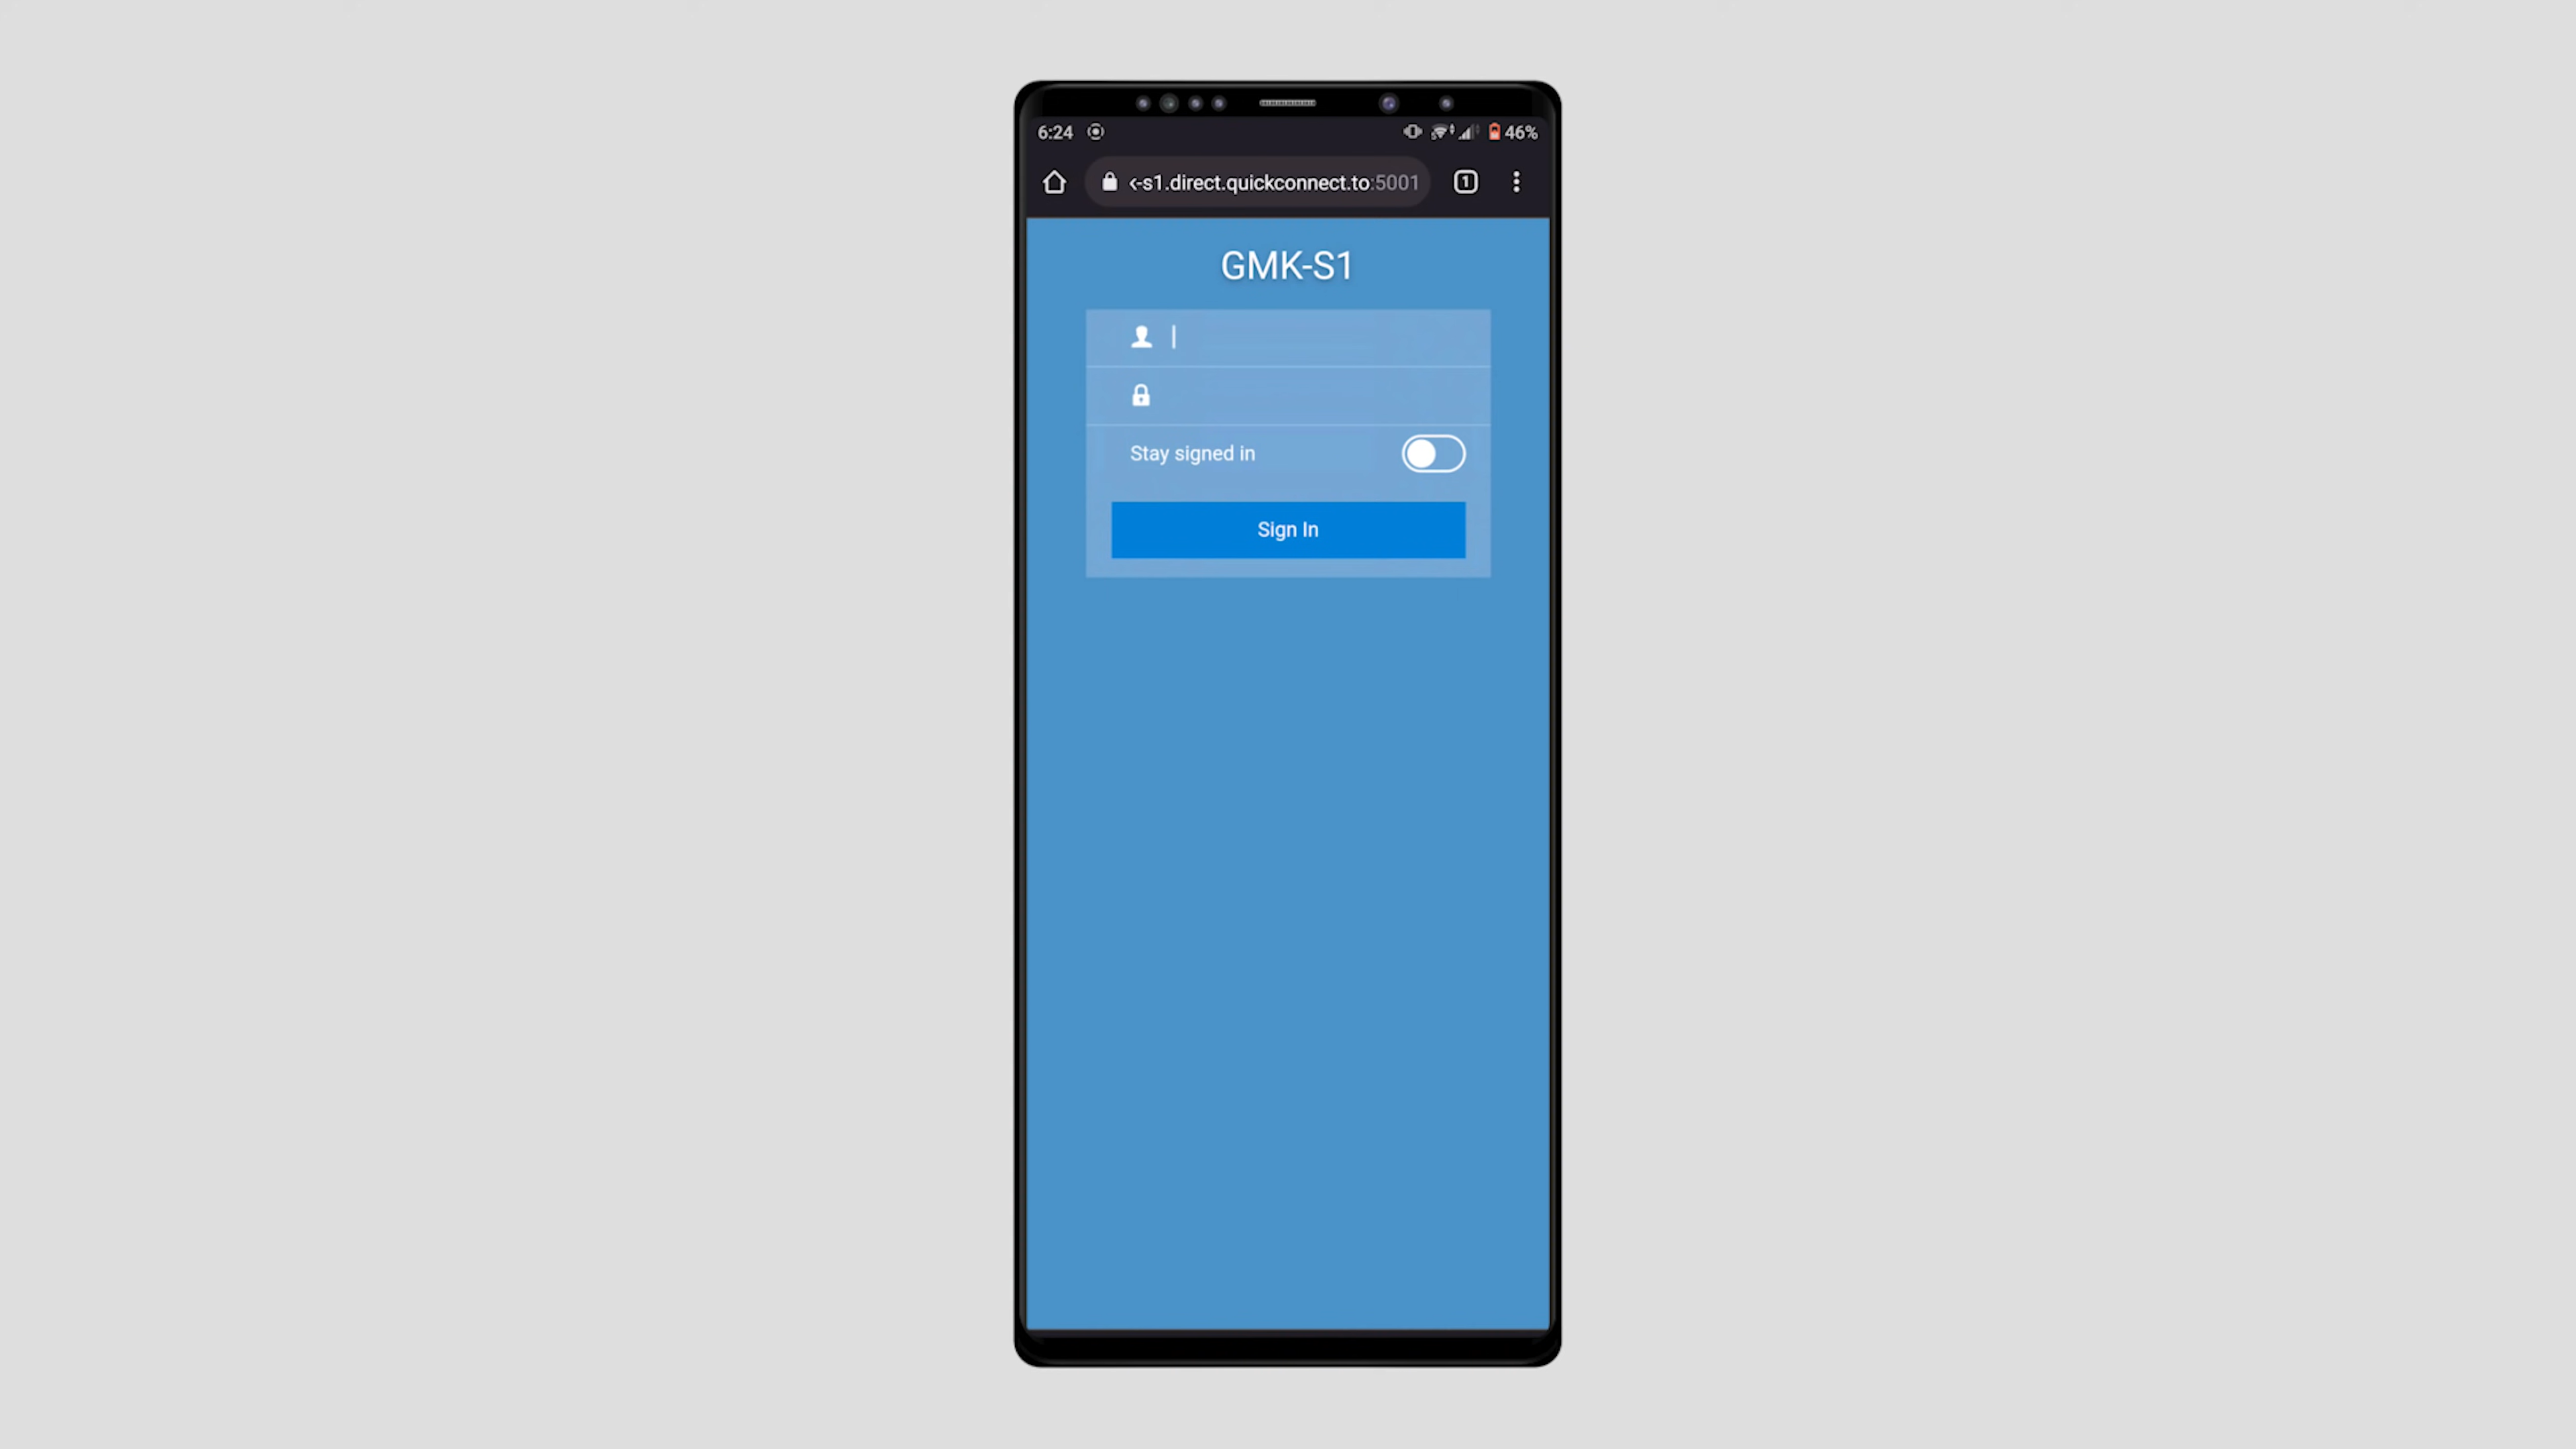 6:24
46%
-s1.direct.quickconnect.to:5001
1
GMK-S1
Stay signed in
Sign In